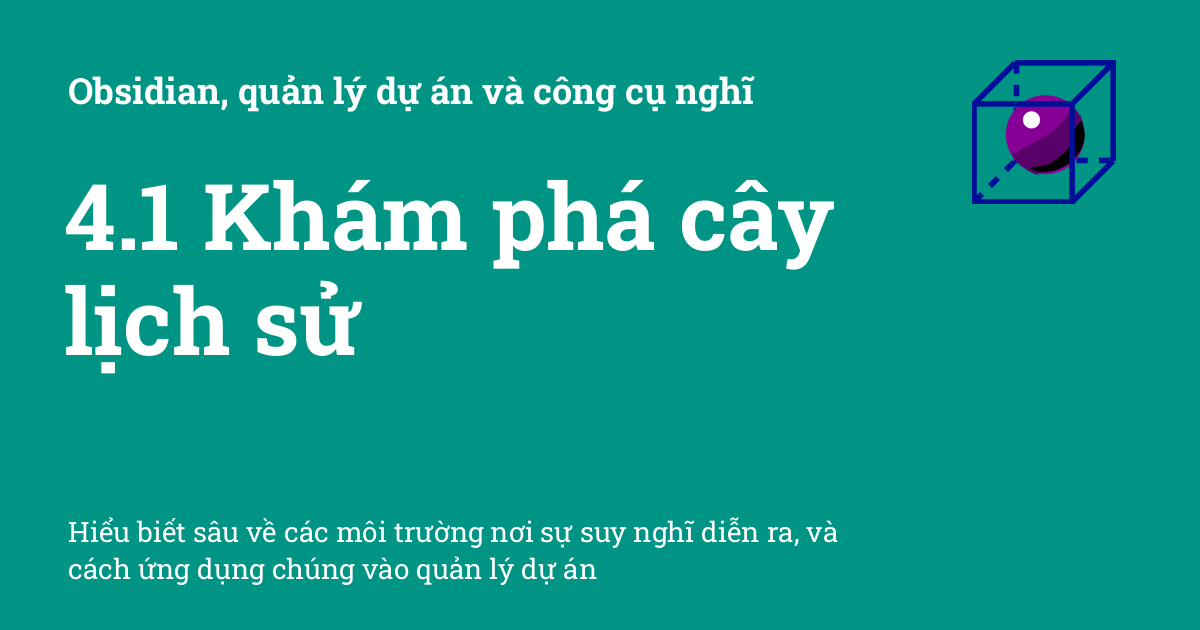 Obsidian, quản lý dự án và công cụ nghĩ
4.1 Khám phá cây
lịch sử
Hiểu biết sâu về các môi trường nơi sự suy nghĩ diễn ra, và
cách ứng dụng chúng vào quản lý dự án